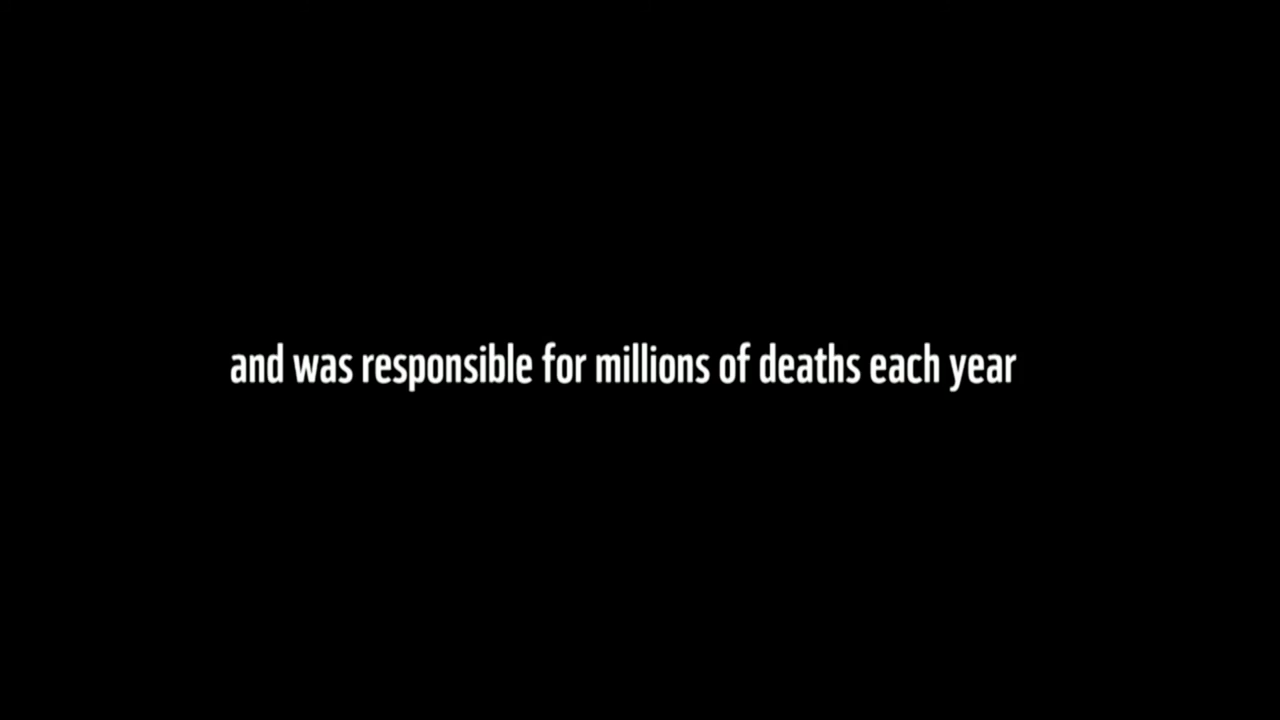 and was responsible for millions of deaths each year